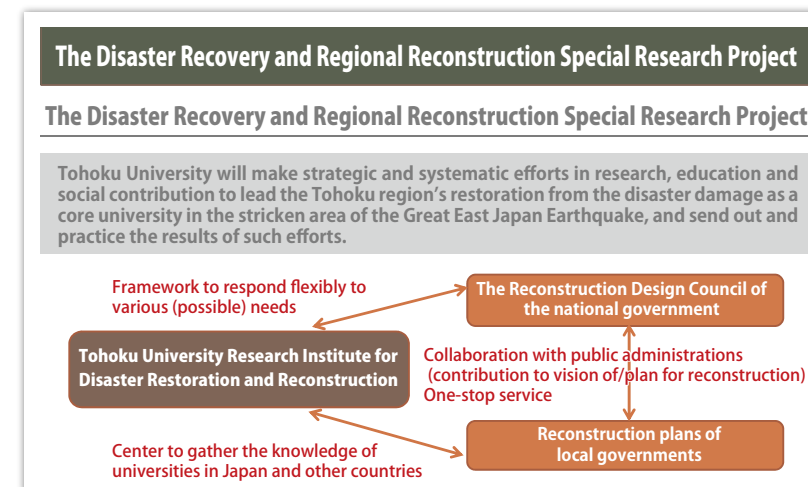 The Disaster Recovery and Regional Reconstruction Special Research Project
The Disaster Recovery and Regional Reconstruction Special Research Project
Tohoku University will make strategic and systematic efforts in research, education and
social contribution to lead the Tohoku region's restoration from the disaster damage as a
core university in the stricken area of the Great East Japan Earthquake, and send out and
practice the results of such efforts.
Framework to respond flexibly to
various (possible) needs
The Reconstruction Design Council of
the national government
Tohoku University Research Institute for
Disaster Restoration and Reconstruction
Collaboration with public administrations
(contribution to vision of/plan for reconstruction)
One-stop service
Center to gather the knowledge of
universities in Japan and other countries
Reconstruction plans of
local governments